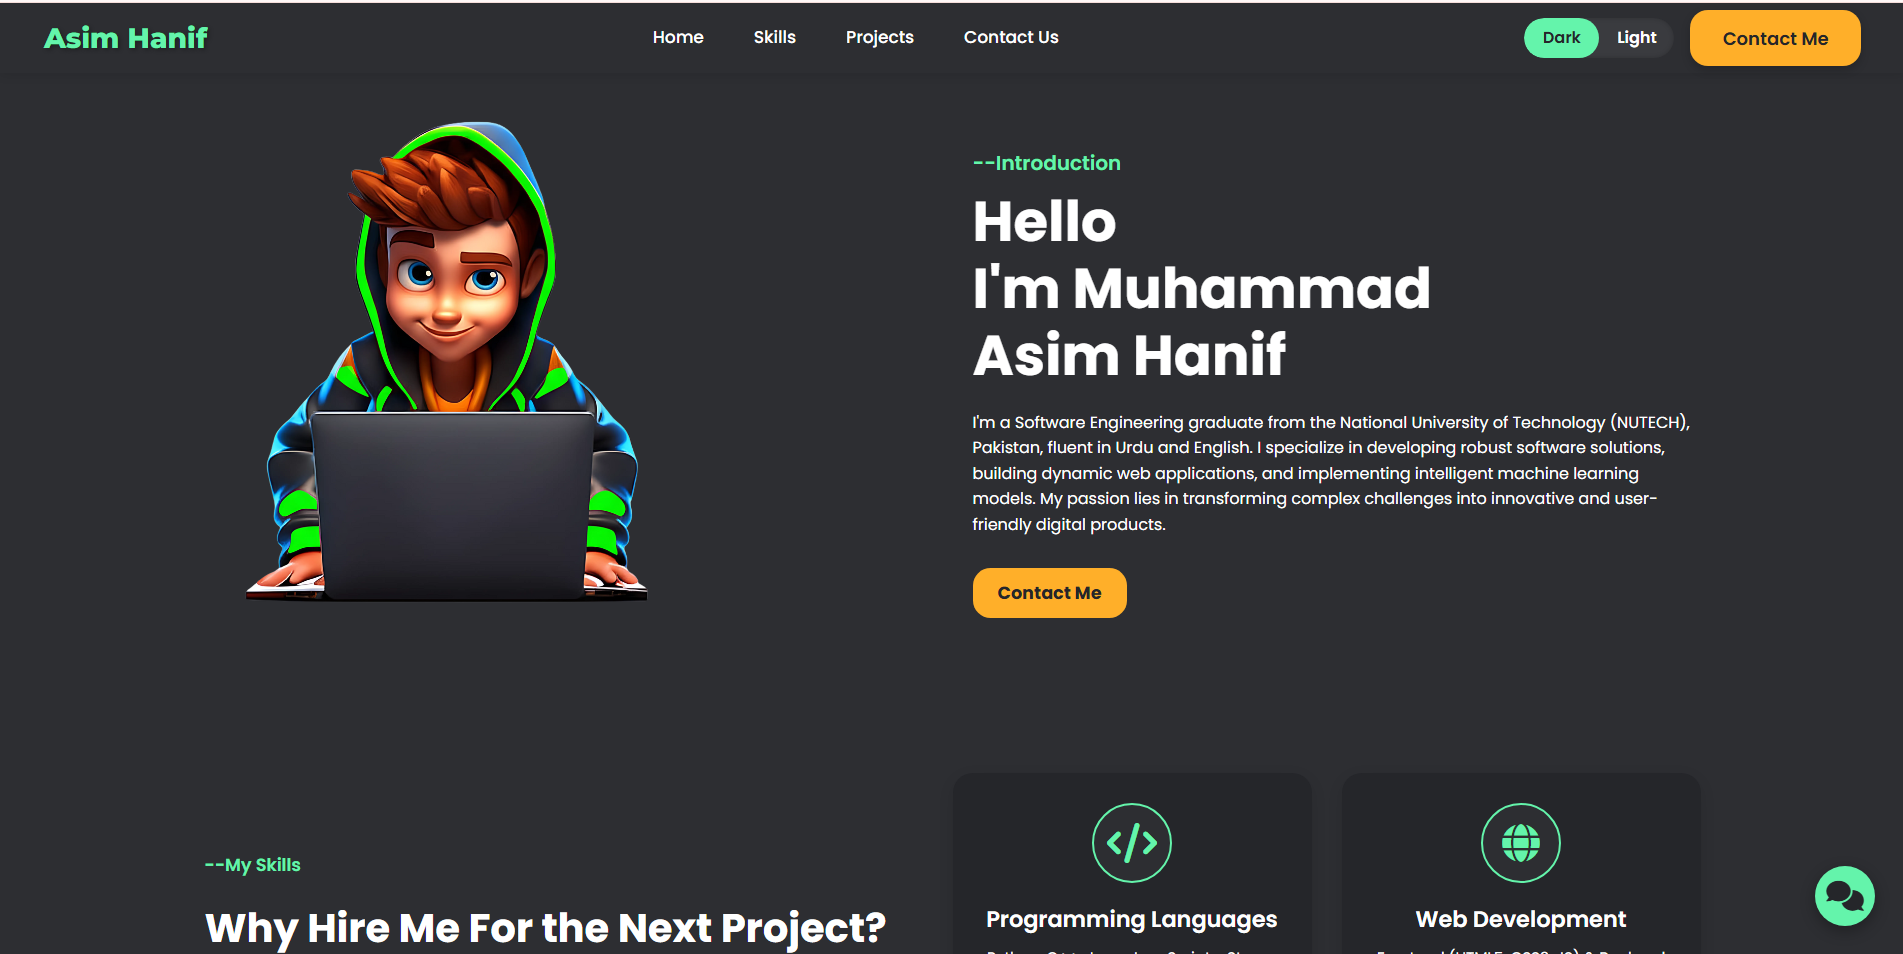 Asim Hanif
Home
Skills
Projects
Contact Us
Dark
Light
Contact Me
--Introduction
Hello
I'm Muhammad
Asim Hanif
I'm a Software Engineering graduate from the National University of Technology (NUTECH),
Pakistan, fluent in Urdu and English. I specialize in developing robust software solutions,
building dynamic web applications, and implementing intelligent machine learning
models. My passion lies in transforming complex challenges into innovative and user-
friendly digital products.
Contact Me
--My Skills
Why Hire Me For the Next Project?
Programming Languages
Web Development